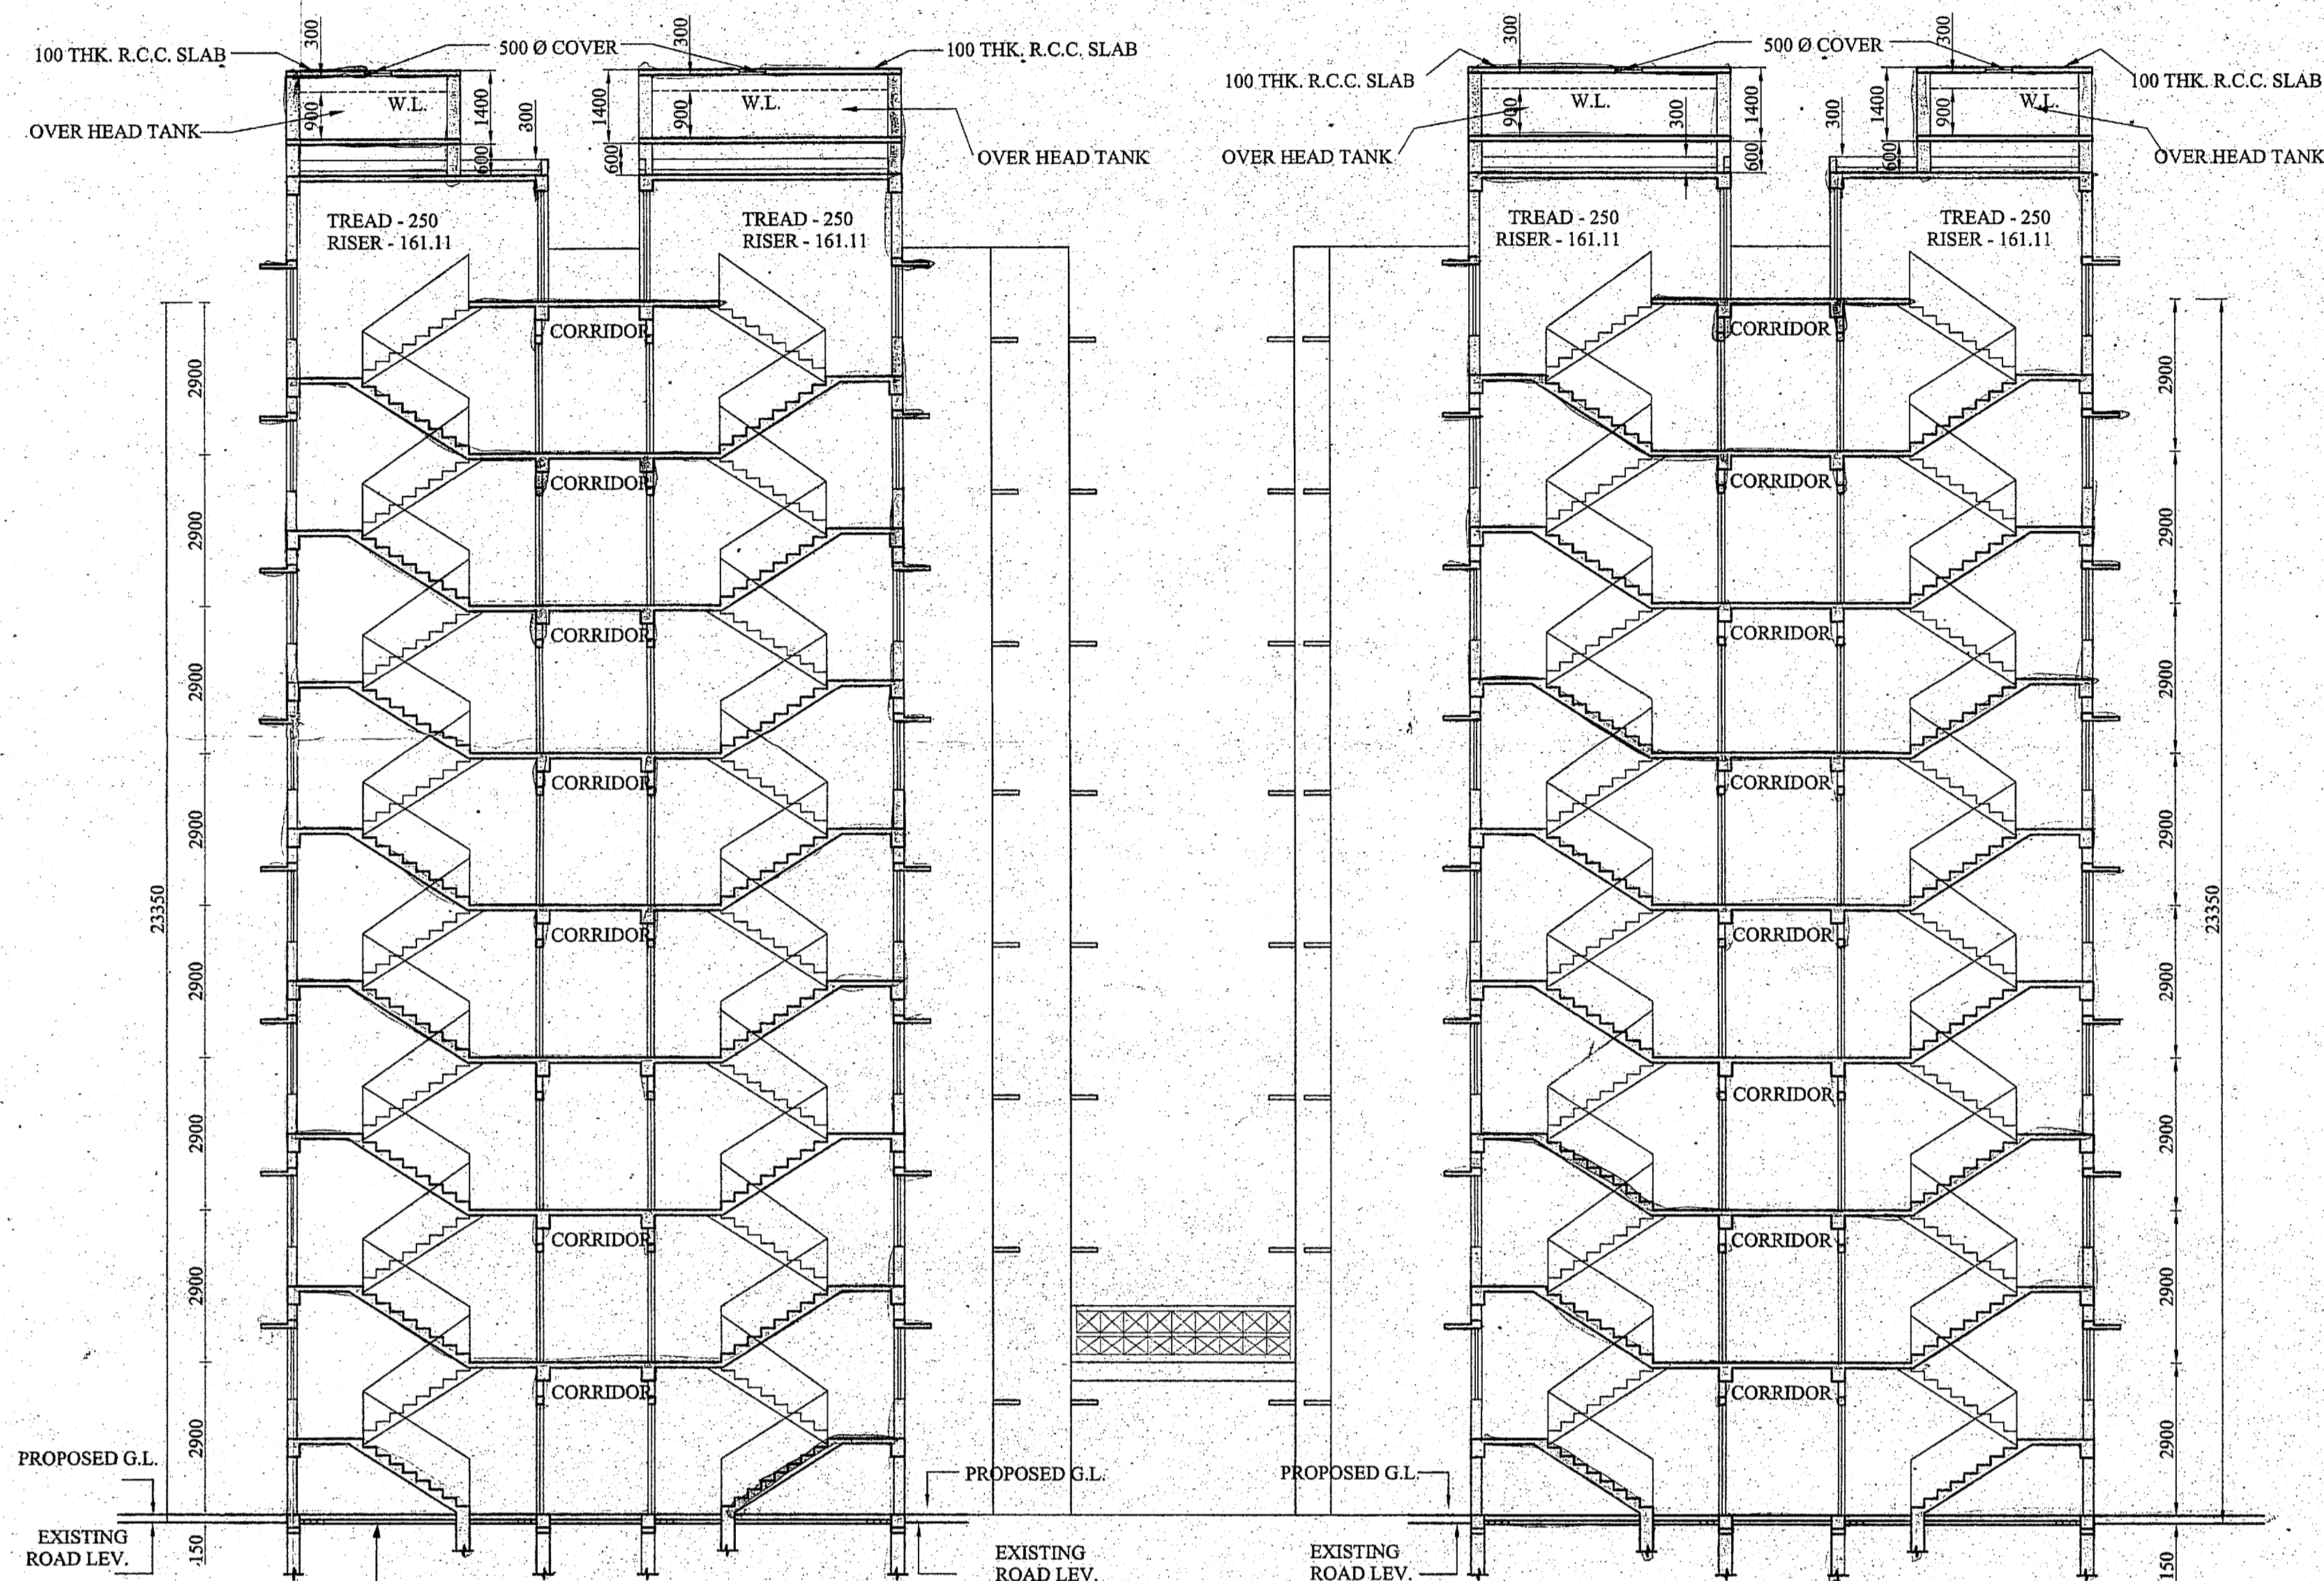 300
300
300
300
100 THK. R.C.C. SLAB
500 Ø COVER
100 THK. R.C.C. SLAB
100 THK. R.C.C. SLAB
500 Ø COVER
100 THK. R.C.C. SLAB
OVER HEAD TANK
900
W.L.
1400
600
300
1400
600
900
W.L.
OVER HEAD TANK
OVER HEAD TANK
900
W.L.
300
1400
600
300
1400
600
900
W.L.
OVER HEAD TANK
TREAD - 250
RISER - 161.11
TREAD - 250
RISER - 161.11
TREAD - 250
RISER - 161.11
TREAD - 250
RISER - 161.11
CORRIDOR
CORRIDOR
2900
2900
CORRIDOR
CORRIDOR
2900
2900
CORRIDOR
CORRIDOR
2900
2900
CORRIDOR
CORRIDOR
2900
2900
23350
23350
CORRIDOR
CORRIDOR
2900
2900
CORRIDOR
2900
2900
CORRIDOR
CORRIDOR
2900
2900
CORRIDOR
CORRIDOR
2900
2900
PROPOSED G.L.
PROPOSED G.L.
PROPOSED G.L.
EXISTING
ROAD LEV.
150
EXISTING
ROAD LEV.
EXISTING
ROAD LEV.
150